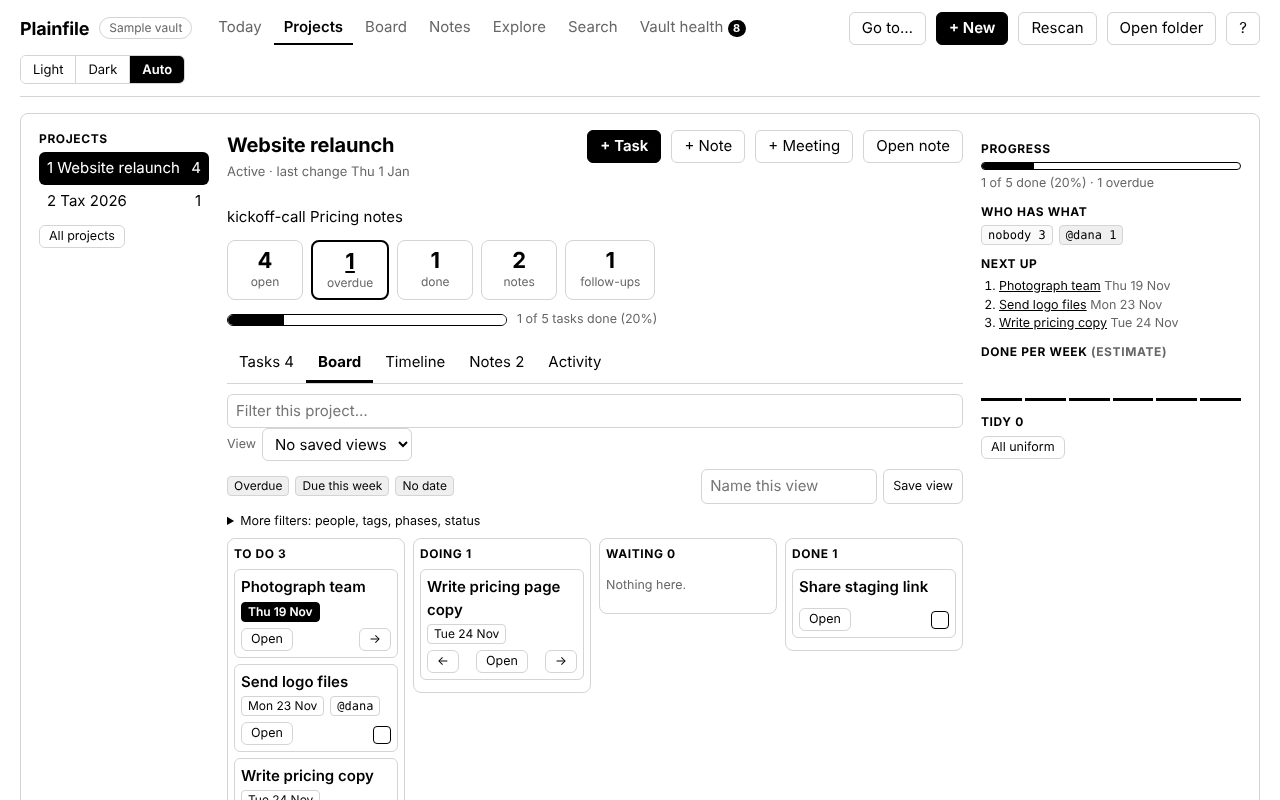 Plainfile Sample vault Today Projects Board Notes Explore Search Vault health 8 Go to... + New Rescan Open folder ?
Light Dark Auto
PROJECTS
1 Website relaunch 4
2 Tax 2026 1
All projects
Website relaunch
+ Task + Note + Meeting Open note
Active · last change Thu 1 Jan
kickoff-call Pricing notes
4 open
1 overdue
1 done
2 notes
1 follow-ups
1 of 5 tasks done (20%)
Tasks 4 Board Timeline Notes 2 Activity
Filter this project...
View No saved views
Overdue Due this week No date Name this view Save view
More filters: people, tags, phases, status
TO DO 3
Photograph team
Thu 19 Nov
Open →
Send logo files
Mon 23 Nov @dana
Open
Write pricing copy
Tue 24 Nov
DOING 1
Write pricing page
copy
Tue 24 Nov
← Open →
WAITING 0
Nothing here.
DONE 1
Share staging link
Open
PROGRESS
1 of 5 done (20%) · 1 overdue
WHO HAS WHAT
nobody 3 @dana 1
NEXT UP
1. Photograph team Thu 19 Nov
2. Send logo files Mon 23 Nov
3. Write pricing copy Tue 24 Nov
DONE PER WEEK (ESTIMATE)
TIDY 0
All uniform